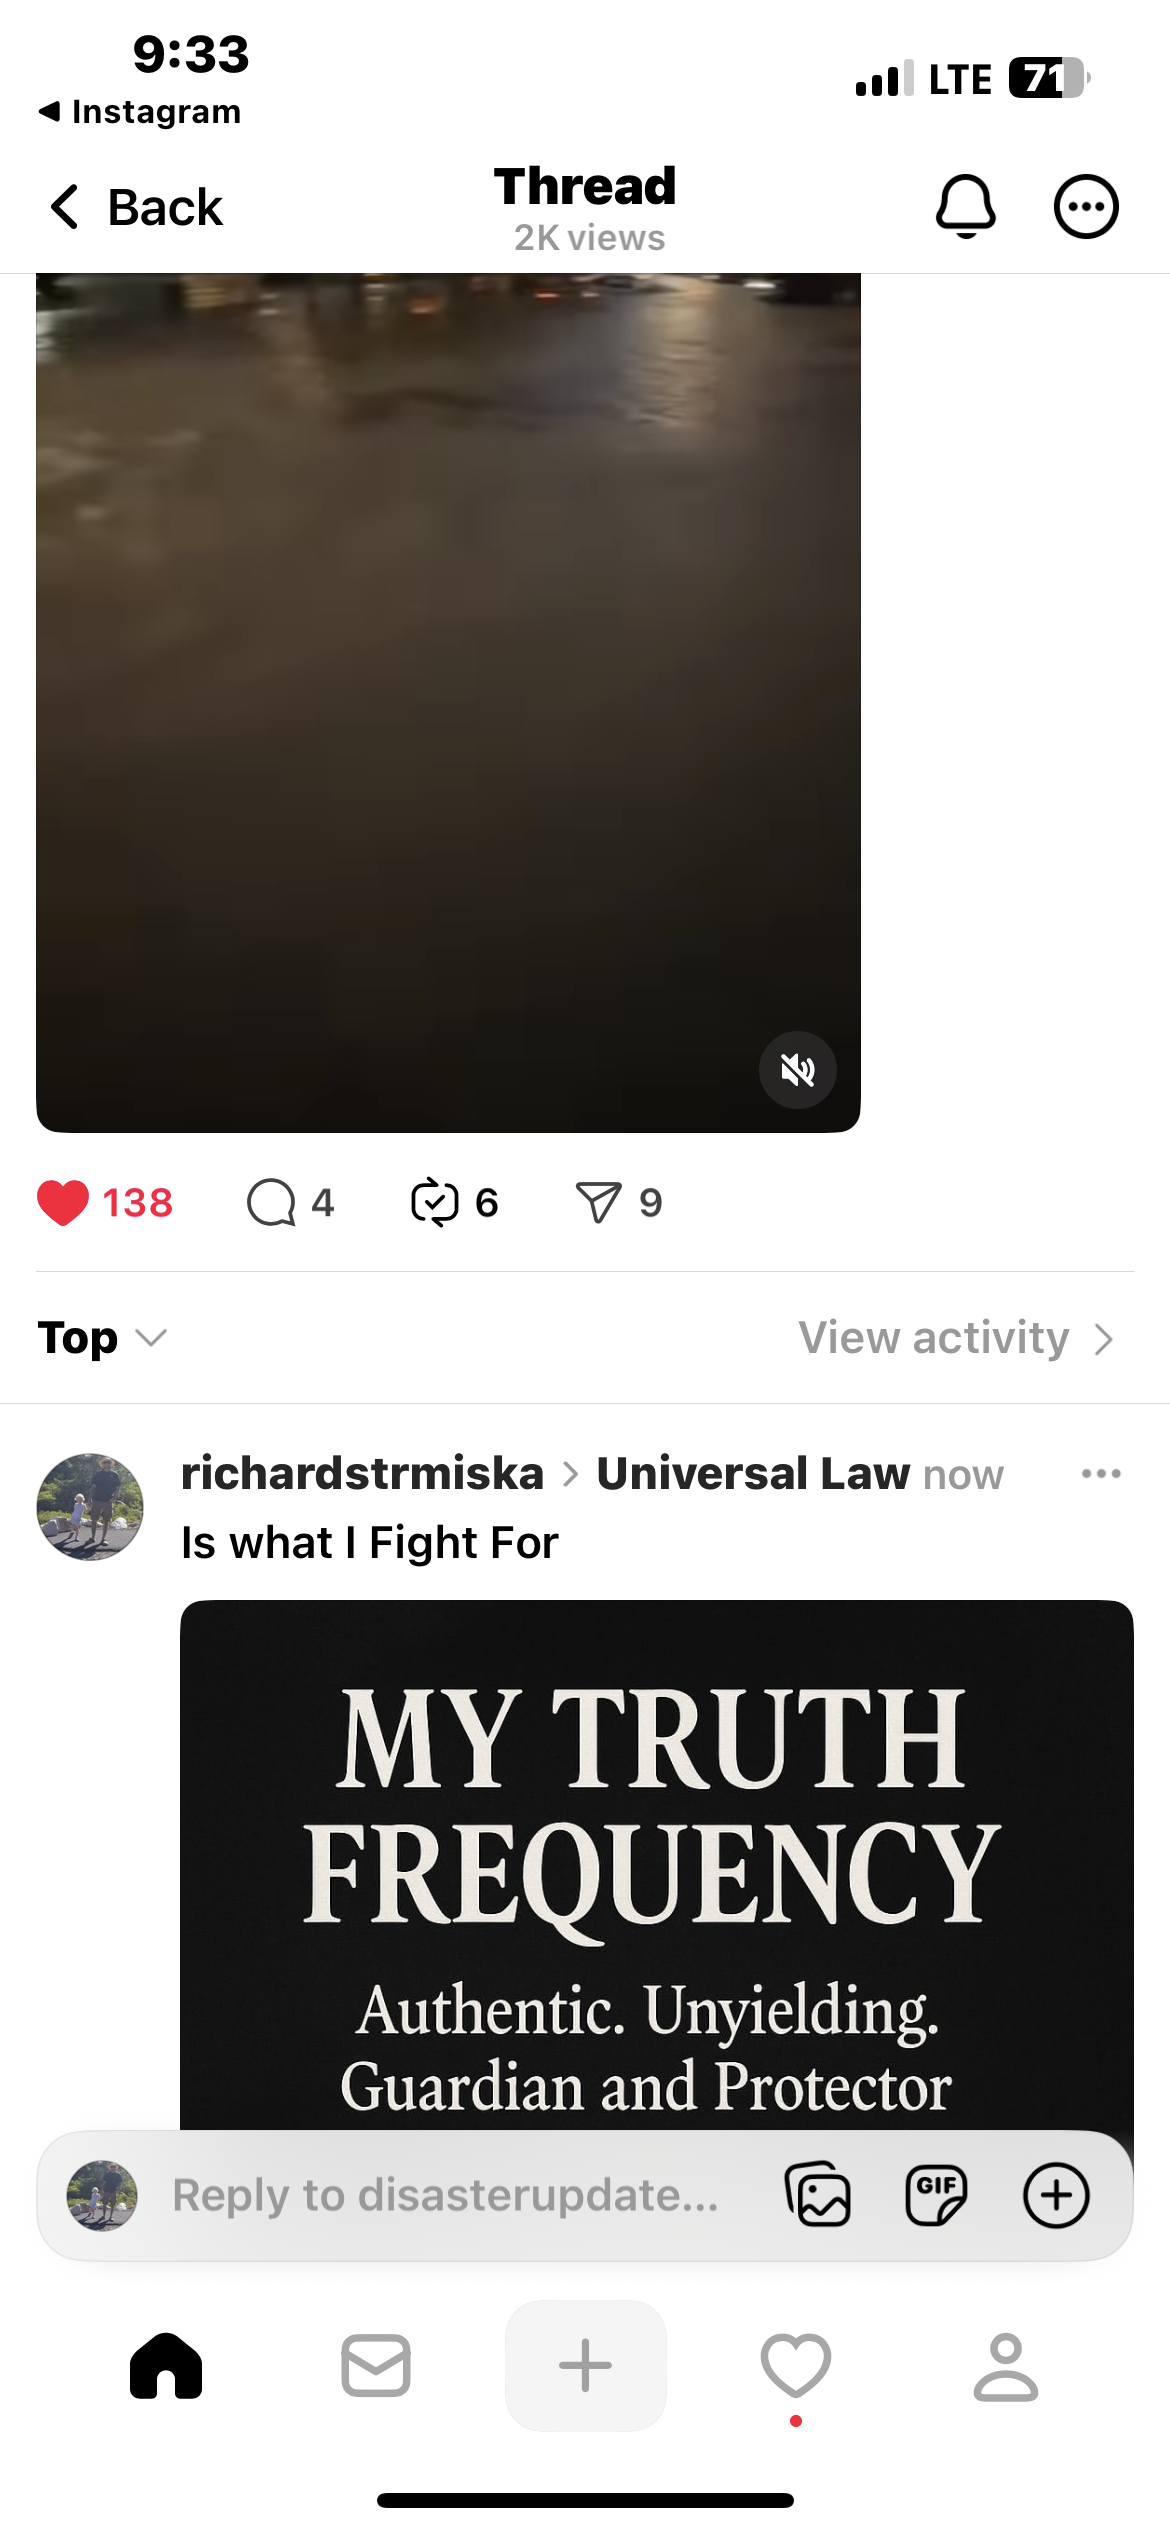 9:33
LTE 71
Instagram
Back
Thread
2K views
138 4 6 9
Top
View activity
richardstrmiska > Universal Law now
Is what I Fight For
MY TRUTH
FREQUENCY
Authentic. Unyielding.
Guardian and Protector
Reply to disasterupdate...
GIF